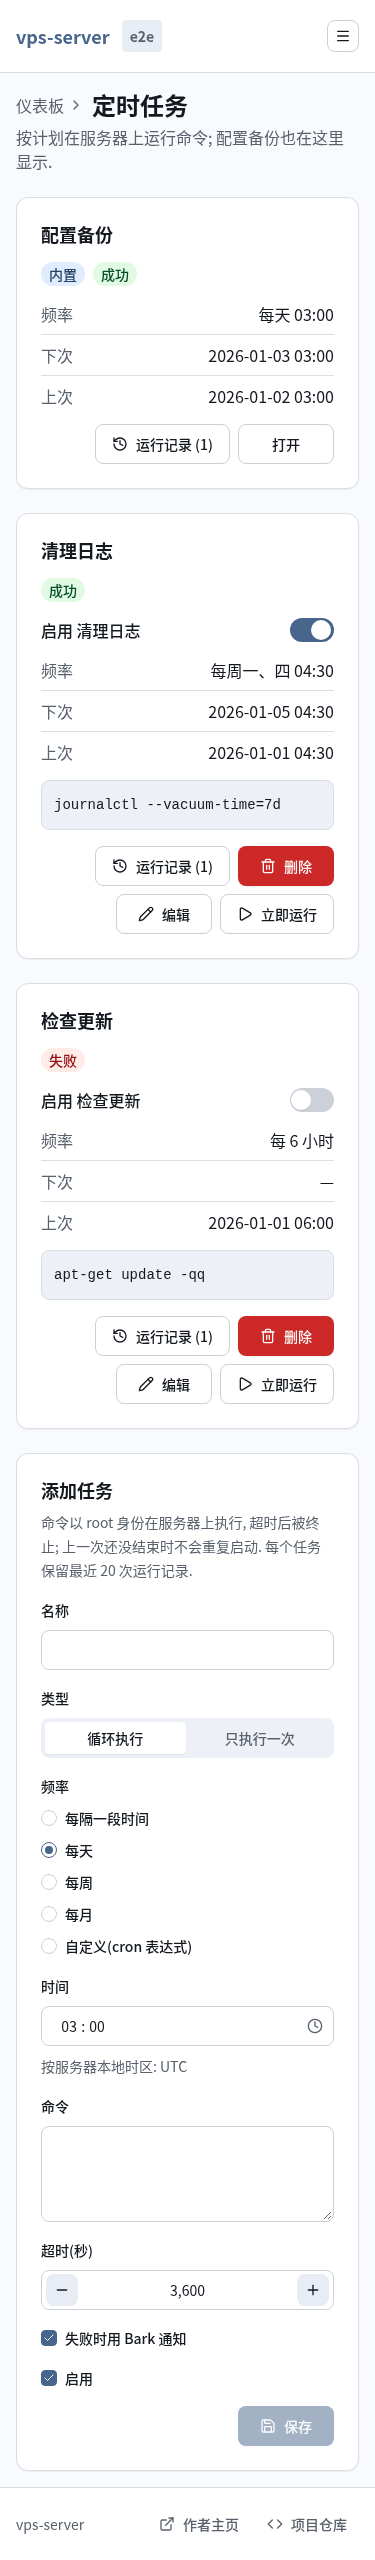 vps-server e2e
仪表板 定时任务
按计划在服务器上运行命令; 配置备份也在这里
显示.
配置备份
内置 成功
频率 每天 03:00
下次 2026-01-03 03:00
上次 2026-01-02 03:00
运行记录 (1) 打开
清理日志
成功
启用 清理日志
频率 每周一、四 04:30
下次 2026-01-05 04:30
上次 2026-01-01 04:30
journalctl --vacuum-time=7d
运行记录 (1) 删除
编辑 立即运行
检查更新
失败
启用 检查更新
频率 每 6 小时
下次 —
上次 2026-01-01 06:00
apt-get update -qq
运行记录 (1) 删除
编辑 立即运行
添加任务
命令以 root 身份在服务器上执行, 超时后被终
止; 上一次还没结束时不会重复启动. 每个任务
保留最近 20 次运行记录.
名称
类型
循环执行 只执行一次
频率
每隔一段时间
每天
每周
每月
自定义(cron 表达式)
时间
03 : 00
按服务器本地时区: UTC
命令
超时(秒)
3,600
失败时用 Bark 通知
启用
保存
vps-server 作者主页 项目仓库